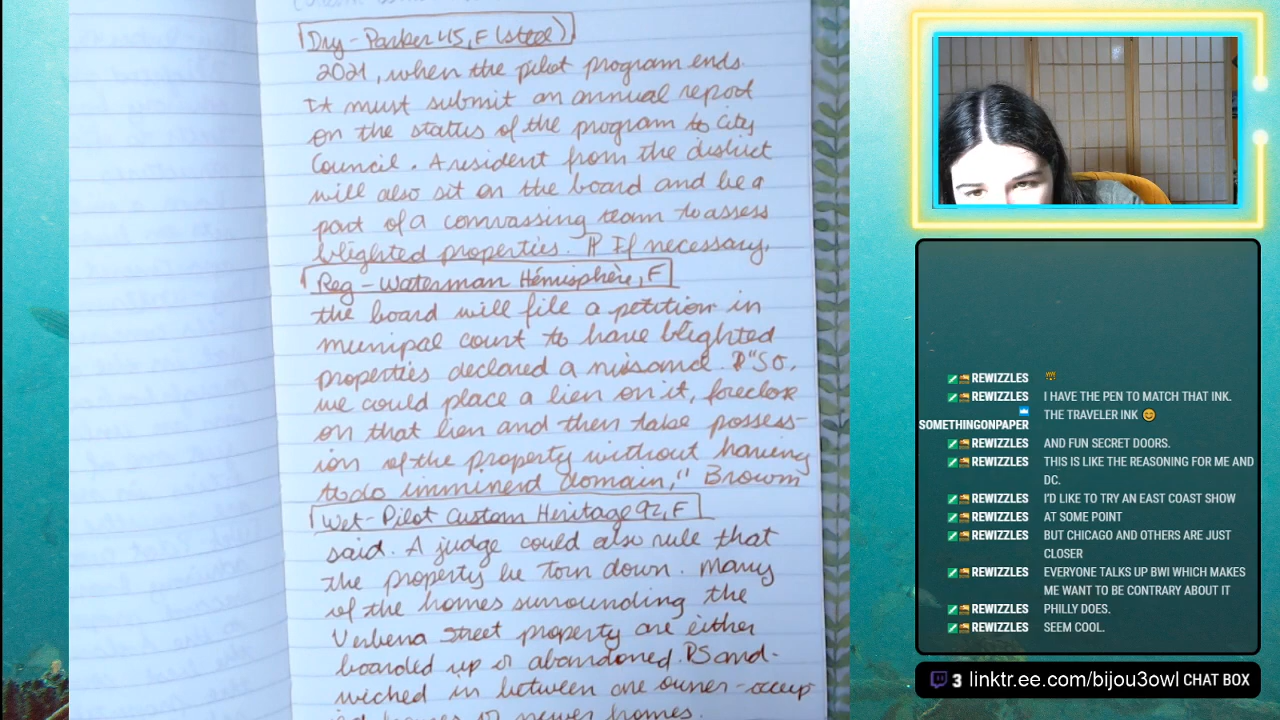 Dry - Parker 45, F (steel)
2021, when the pilot program ends.
It must submit an annual report
on the status of the program to City
Council. A resident from the district
will also sit on the board and be a
part of a convassing team to assess
blighted properties. ¶ If necessary,
Reg - Waterman Hémisphère, F
the board will file a petition in
municipal court to have blighted
properties declared a nuisance. ¶ "So,
we could place a lien on it, foreclose
on that lien and then take possess-
ion of the property without having
to do imminent domain," Brown
Wet - Pilot Custom Heritage 92, F
said. A judge could also rule that
the property be torn down. Many
of the homes surrounding the
Verbena Street property are either
boarded up or abandoned. ¶ Sand-
wiched in between are owner-occup
ied homes or newer homes.
REWIZZLES
REWIZZLES I HAVE THE PEN TO MATCH THAT INK.
SOMETHINGONPAPER THE TRAVELER INK
REWIZZLES AND FUN SECRET DOORS.
REWIZZLES THIS IS LIKE THE REASONING FOR ME AND
DC.
REWIZZLES I'D LIKE TO TRY AN EAST COAST SHOW
REWIZZLES AT SOME POINT
REWIZZLES BUT CHICAGO AND OTHERS ARE JUST
CLOSER
REWIZZLES EVERYONE TALKS UP BWI WHICH MAKES
ME WANT TO BE CONTRARY ABOUT IT
REWIZZLES PHILLY DOES.
REWIZZLES SEEM COOL.
3 linktr.ee.com/bijou3owl CHAT BOX